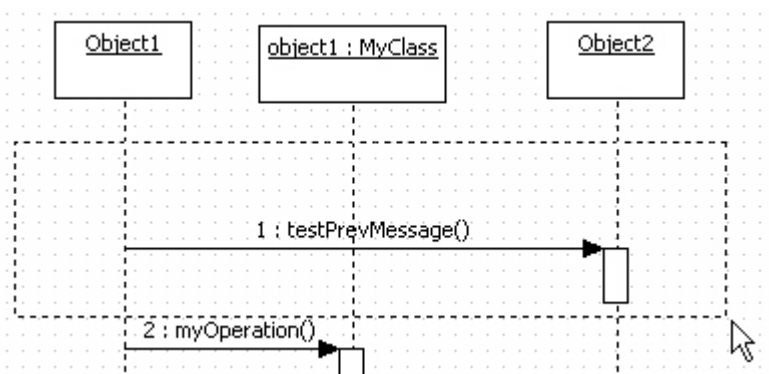 Object1
object1 : MyClass
Object2
1 : testPrevMessage()
2 : myOperation()